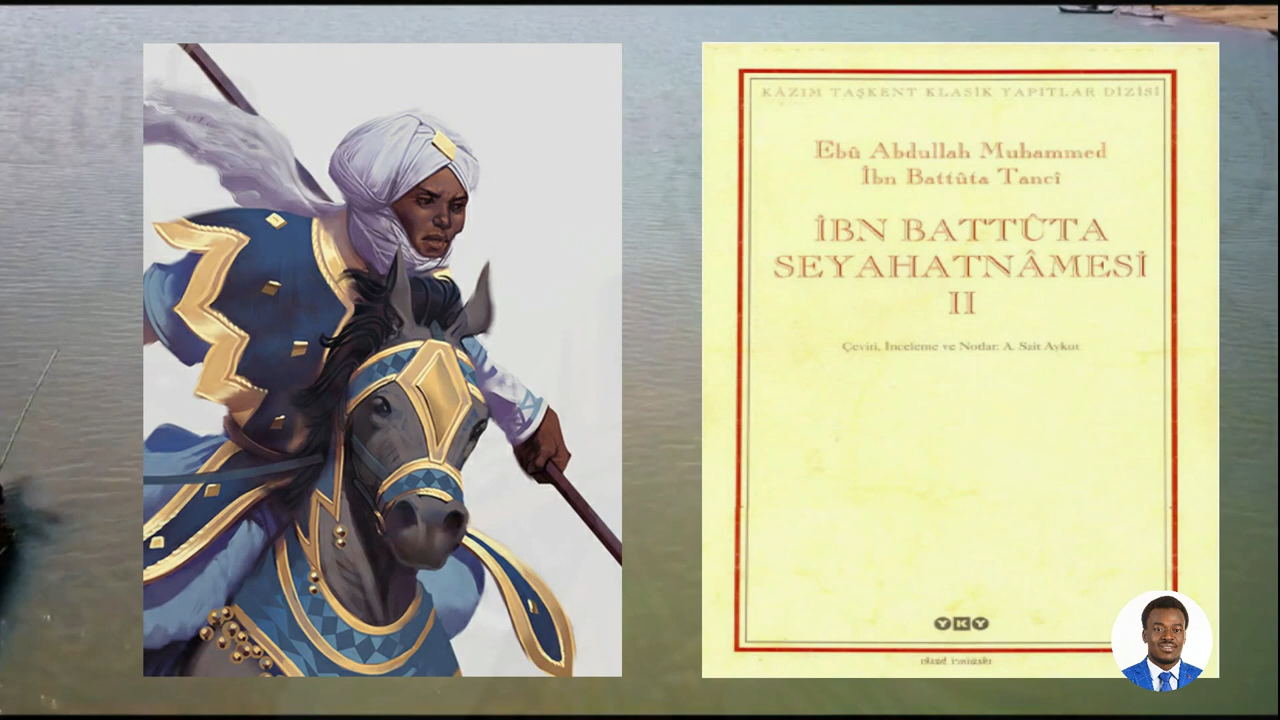 KÂZIM TAŞKENT KLASİK YAPITLAR DİZİSİ
Ebû Abdullah Muhammed
İbn Battûta Tancî
İBN BATTÛTA
SEYAHATNÂMESİ
II
Çeviri, İnceleme ve Notlar: A. Sait Aykut
YKY